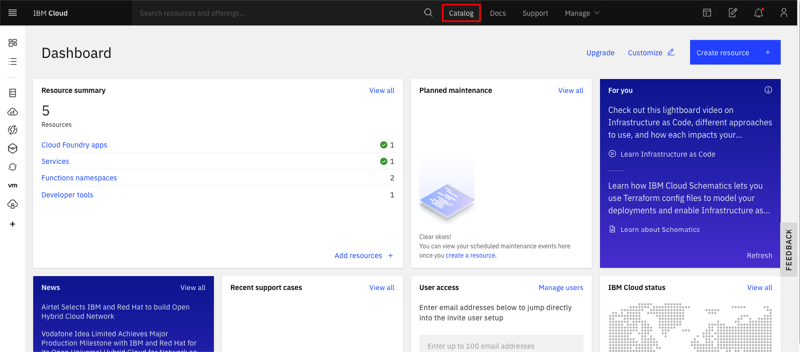 IBM Cloud
Search resources and offerings...
Catalog
Docs
Support
Manage
Dashboard
Upgrade
Customize
Create resource +
Resource summary
View all
5
Resources
Cloud Foundry apps
1
Services
1
Functions namespaces
2
Developer tools
1
Add resources +
Planned maintenance
View all
Clear skies!
You can view your scheduled maintenance events here
once you create a resource.
For you
Check out this lightboard video on
Infrastructure as Code, different approaches
to use, and how each impacts your...
Learn Infrastructure as Code
Learn how IBM Cloud Schematics lets you
use Terraform config files to model your
deployments and enable Infrastructure as...
Learn about Schematics
Refresh
FEEDBACK
vm
News
View all
Airtel Selects IBM and Red Hat to build Open
Hybrid Cloud Network
Vodafone Idea Limited Achieves Major
Production Milestone with IBM and Red Hat for
Recent support cases
View all
User access
Manage users
Enter email addresses below to jump directly
into the invite user setup
Enter up to 100 email addresses
IBM Cloud status
View all